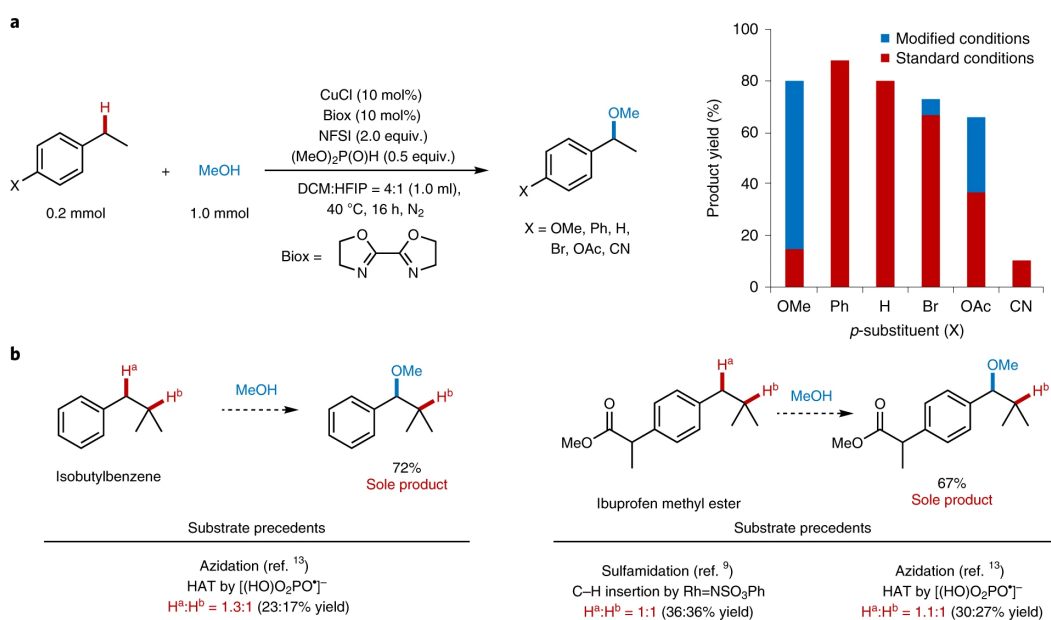 a
H
X
0.2 mmol
+
MeOH
1.0 mmol
CuCl (10 mol%)
Biox (10 mol%)
NFSI (2.0 equiv.)
(MeO)2P(O)H (0.5 equiv.)
DCM:HFIP = 4:1 (1.0 ml),
40 °C, 16 h, N2
Biox =
O O
N N
OMe
X
X = OMe, Ph, H,
Br, OAc, CN
Product yield (%)
100
80
60
40
20
0
Modified conditions
Standard conditions
OMe Ph H Br OAc CN
p-substituent (X)
b
Hᵃ
Hᵇ
Isobutylbenzene
MeOH
OMe
Hᵇ
72%
Sole product
Substrate precedents
Azidation (ref. 13)
HAT by [(HO)O2PO•]–
Hᵃ:Hᵇ = 1.3:1 (23:17% yield)
Hᵃ
Hᵇ
O
MeO
Ibuprofen methyl ester
MeOH
OMe
Hᵇ
O
MeO
67%
Sole product
Substrate precedents
Sulfamidation (ref. 9)
C–H insertion by Rh=NSO3Ph
Hᵃ:Hᵇ = 1:1 (36:36% yield)
Azidation (ref. 13)
HAT by [(HO)O2PO•]–
Hᵃ:Hᵇ = 1.1:1 (30:27% yield)